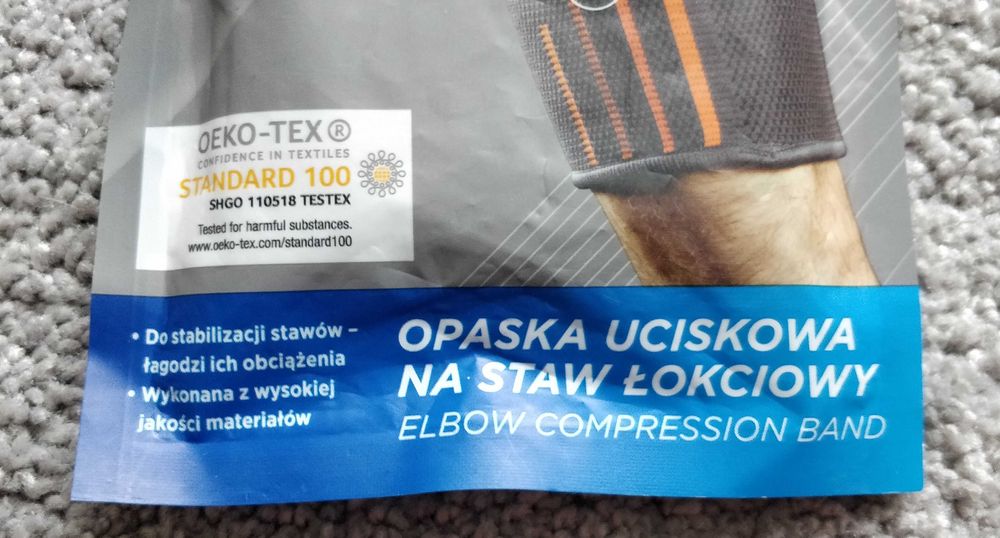 OEKO-TEX®
CONFIDENCE IN TEXTILES
STANDARD 100
SHGO 110518 TESTEX
Tested for harmful substances.
www.oeko-tex.com/standard100
• Do stabilizacji stawów –
łagodzi ich obciążenia
• Wykonana z wysokiej
jakości materiałów
OPASKA UCISKOWA
NA STAW ŁOKCIOWY
ELBOW COMPRESSION BAND